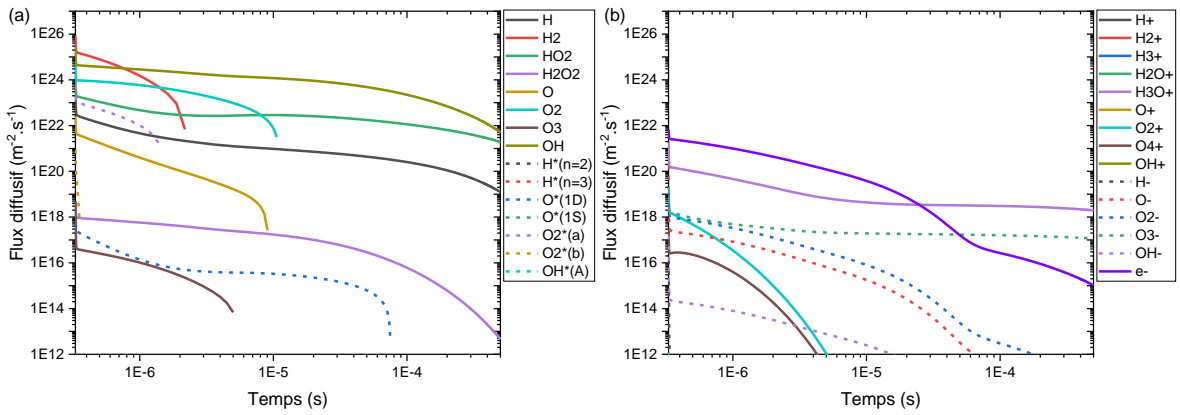 (a)
Flux diffusif (m⁻².s⁻¹)
1E26
1E24
1E22
1E20
1E18
1E16
1E14
1E12
1E-6
1E-5
1E-4
Temps (s)
H
H2
HO2
H2O2
O
O2
O3
OH
H*(n=2)
H*(n=3)
O*(1D)
O*(1S)
O2*(a)
O2*(b)
OH*(A)
(b)
Flux diffusif (m⁻².s⁻¹)
1E26
1E24
1E22
1E20
1E18
1E16
1E14
1E12
1E-6
1E-5
1E-4
Temps (s)
H+
H2+
H3+
H2O+
H3O+
O+
O2+
O4+
OH+
H-
O-
O2-
O3-
OH-
e-